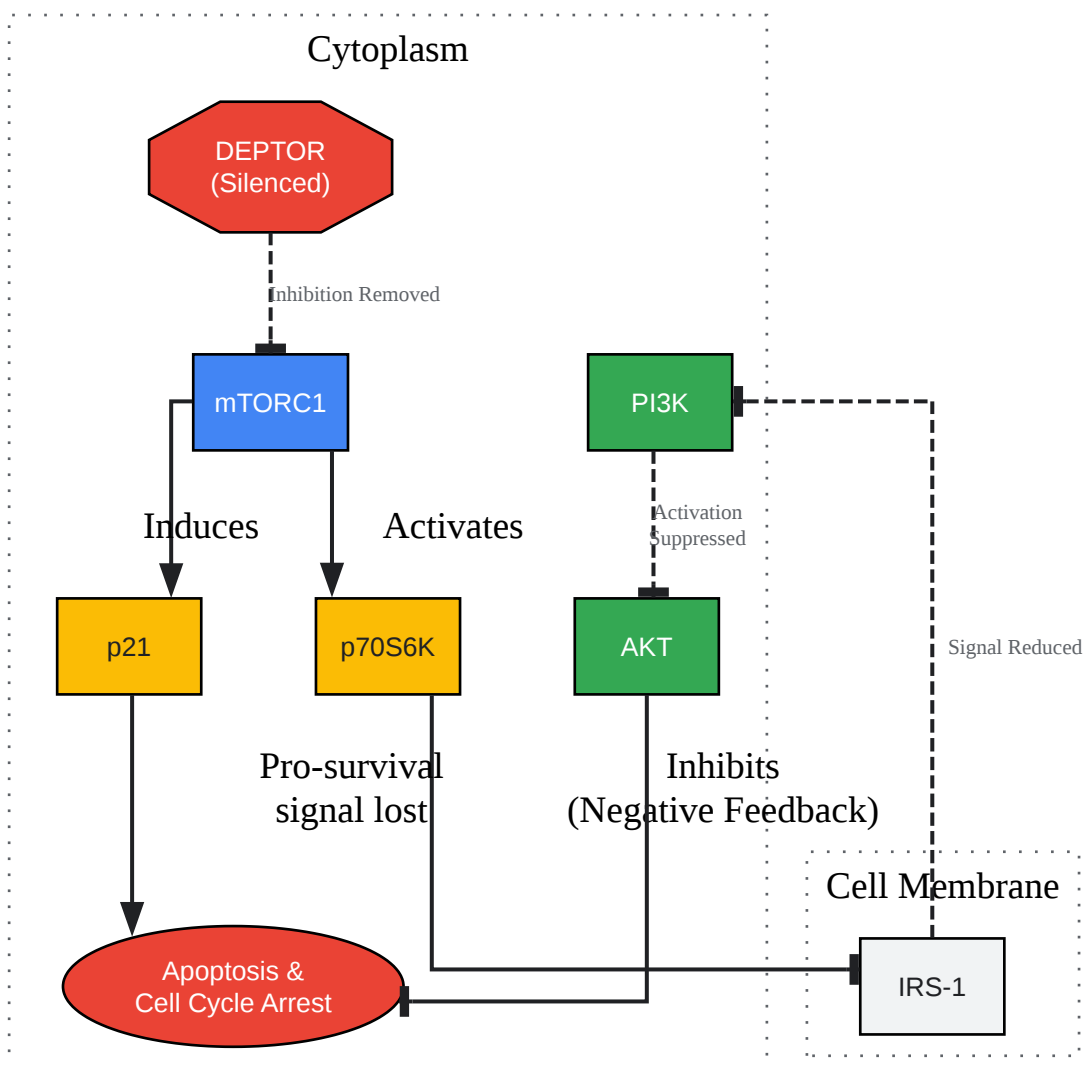 Cytoplasm
DEPTOR
(Silenced)
Inhibition Removed
mTORC1
PI3K
Induces
Activates
Activation
Suppressed
p21
p70S6K
AKT
Signal Reduced
Pro-survival
signal lost
Inhibits
(Negative Feedback)
Cell Membrane
Apoptosis &
Cell Cycle Arrest
IRS-1